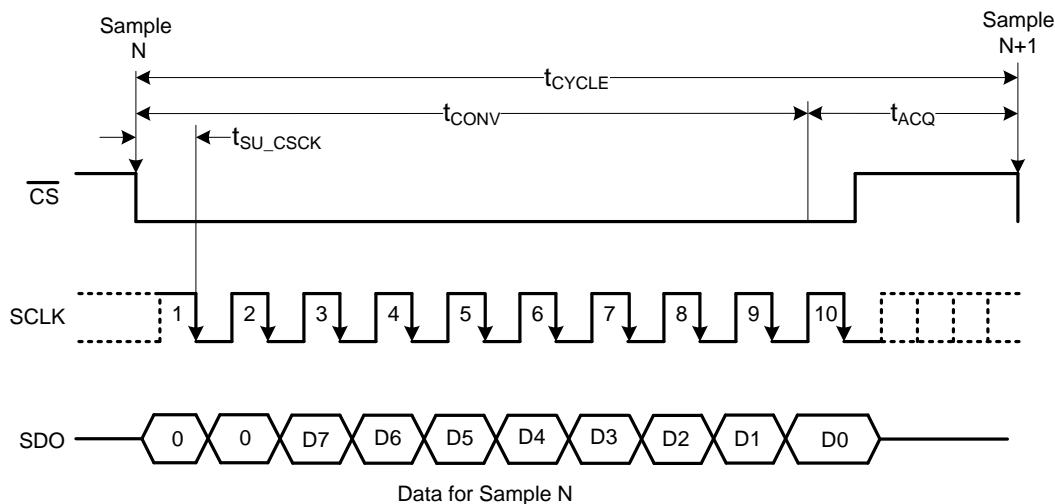 Sample
N
Sample
N+1
tCYCLE
tCONV
tACQ
tSU_CSCK
CS
SCLK
1 2 3 4 5 6 7 8 9 10
SDO
0 0 D7 D6 D5 D4 D3 D2 D1 D0
Data for Sample N